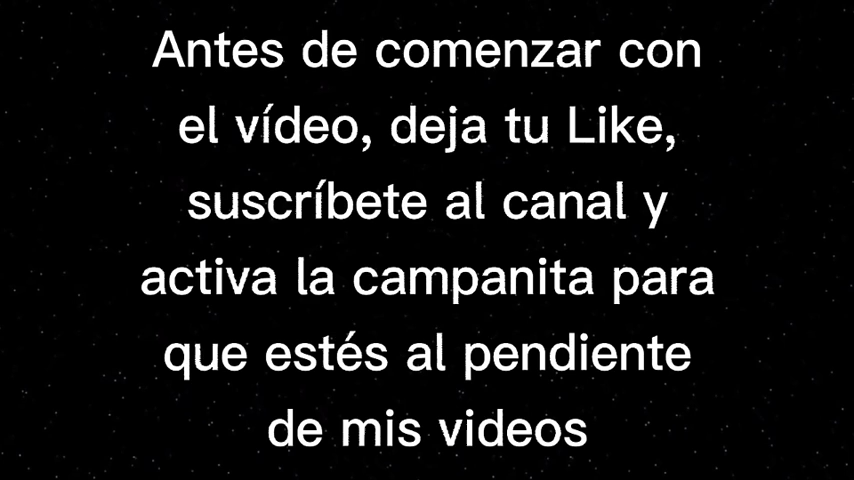 Antes de comenzar con
el vídeo, deja tu Like,
suscríbete al canal y
activa la campanita para
que estés al pendiente
de mis videos